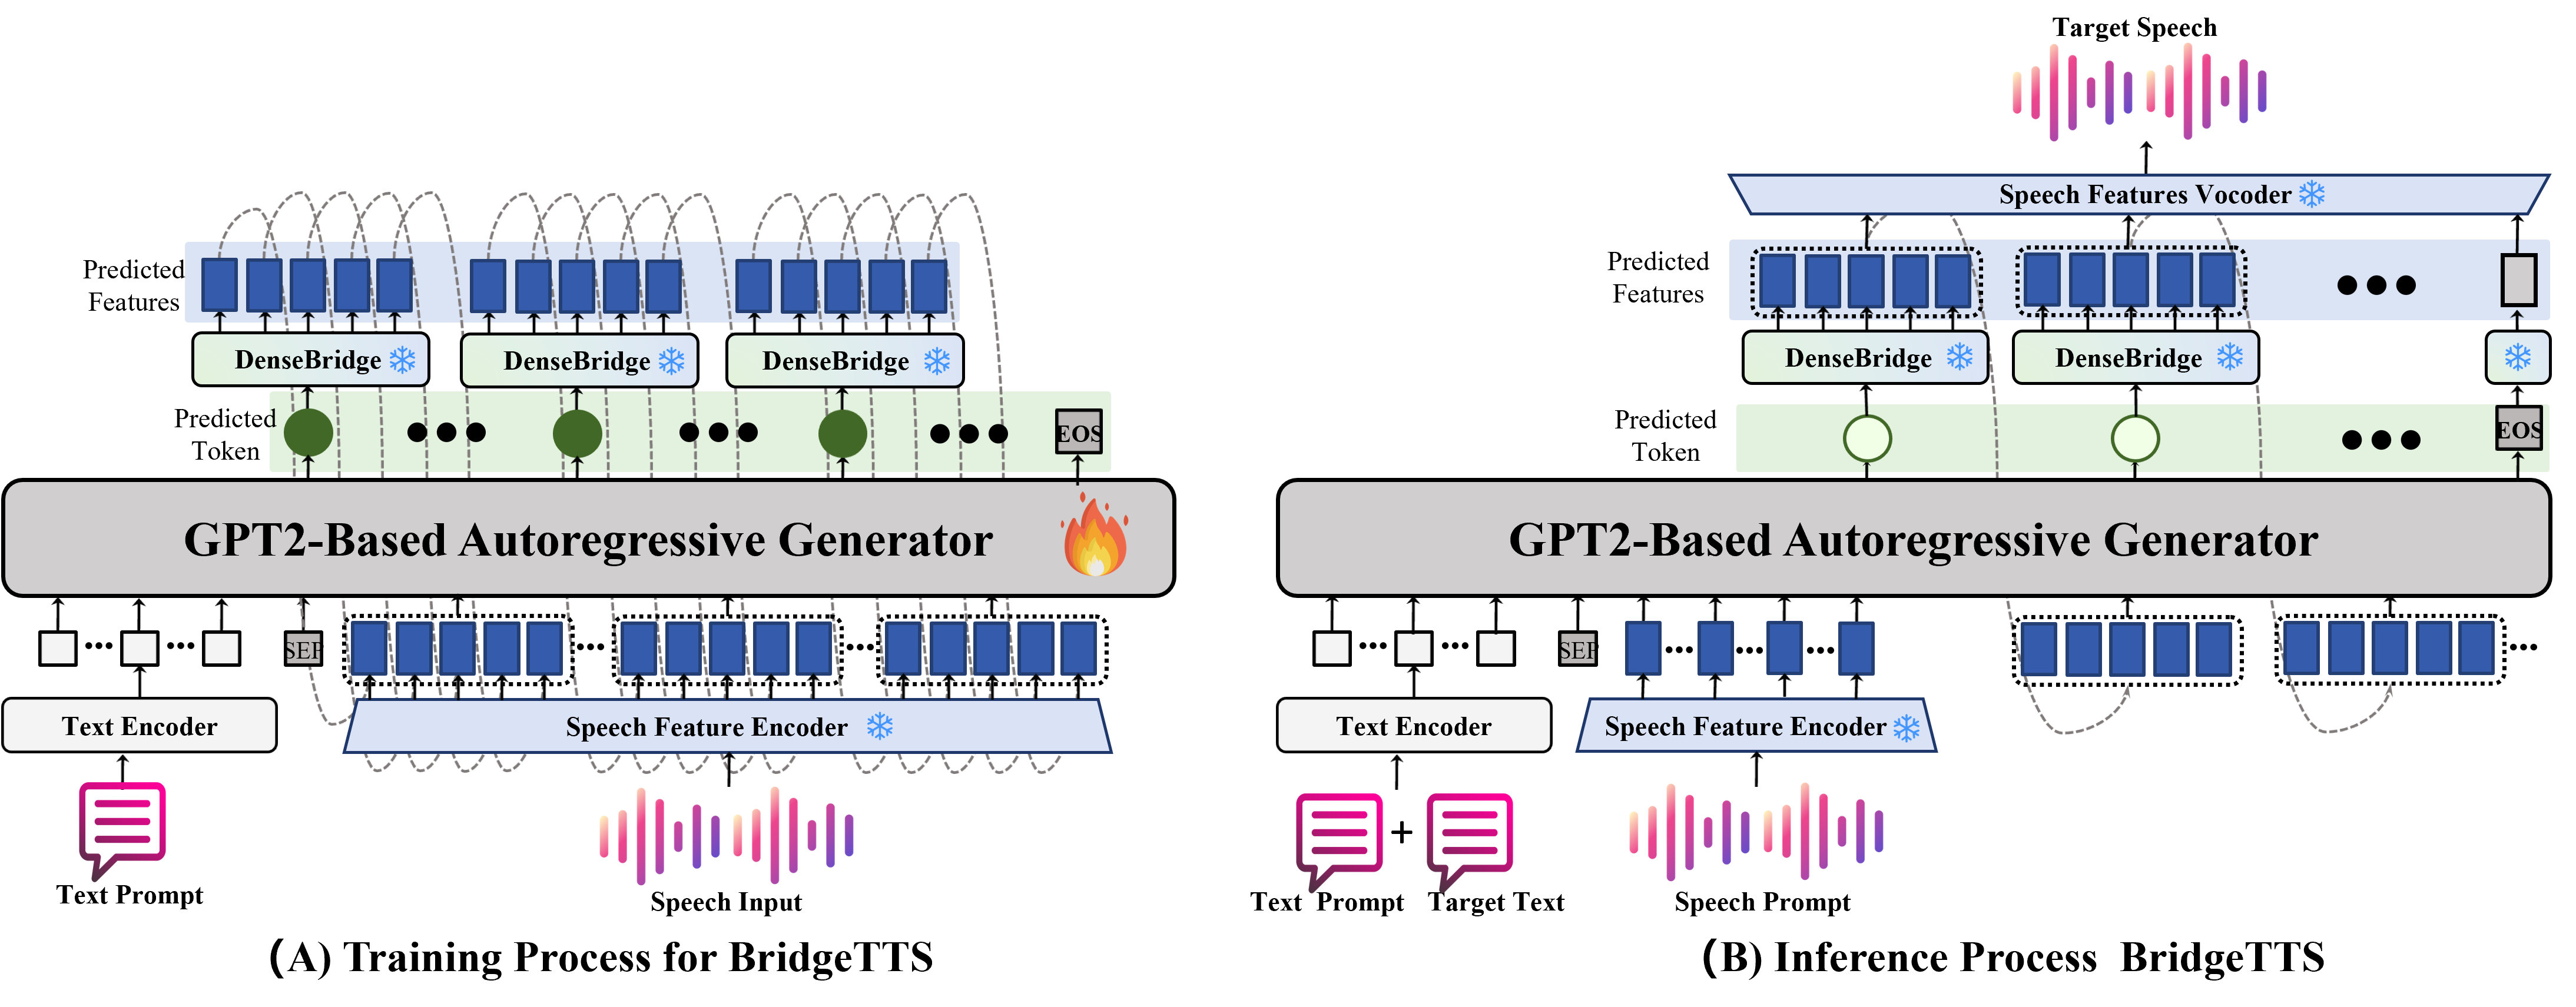 Predicted
Features
DenseBridge
DenseBridge
DenseBridge
Predicted
Token
EOS
GPT2-Based Autoregressive Generator
SEP
Text Encoder
Speech Feature Encoder
Text Prompt
Speech Input
(A) Training Process for BridgeTTS
Target Speech
Speech Features Vocoder
Predicted
Features
DenseBridge
DenseBridge
Predicted
Token
EOS
GPT2-Based Autoregressive Generator
SEP
Text Encoder
Speech Feature Encoder
+
Text Prompt
Target Text
Speech Prompt
(B) Inference Process BridgeTTS